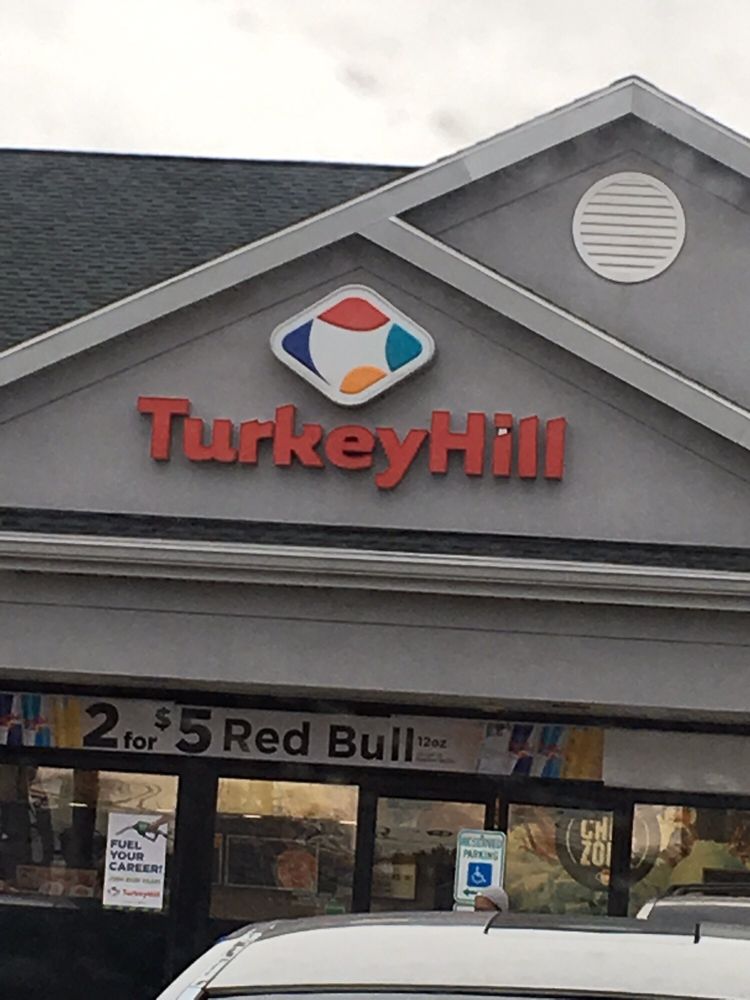 TurkeyHill
2 for $5 Red Bull 12oz
FUEL
YOUR
CAREER!
TurkeyHill
RESERVED
PARKING